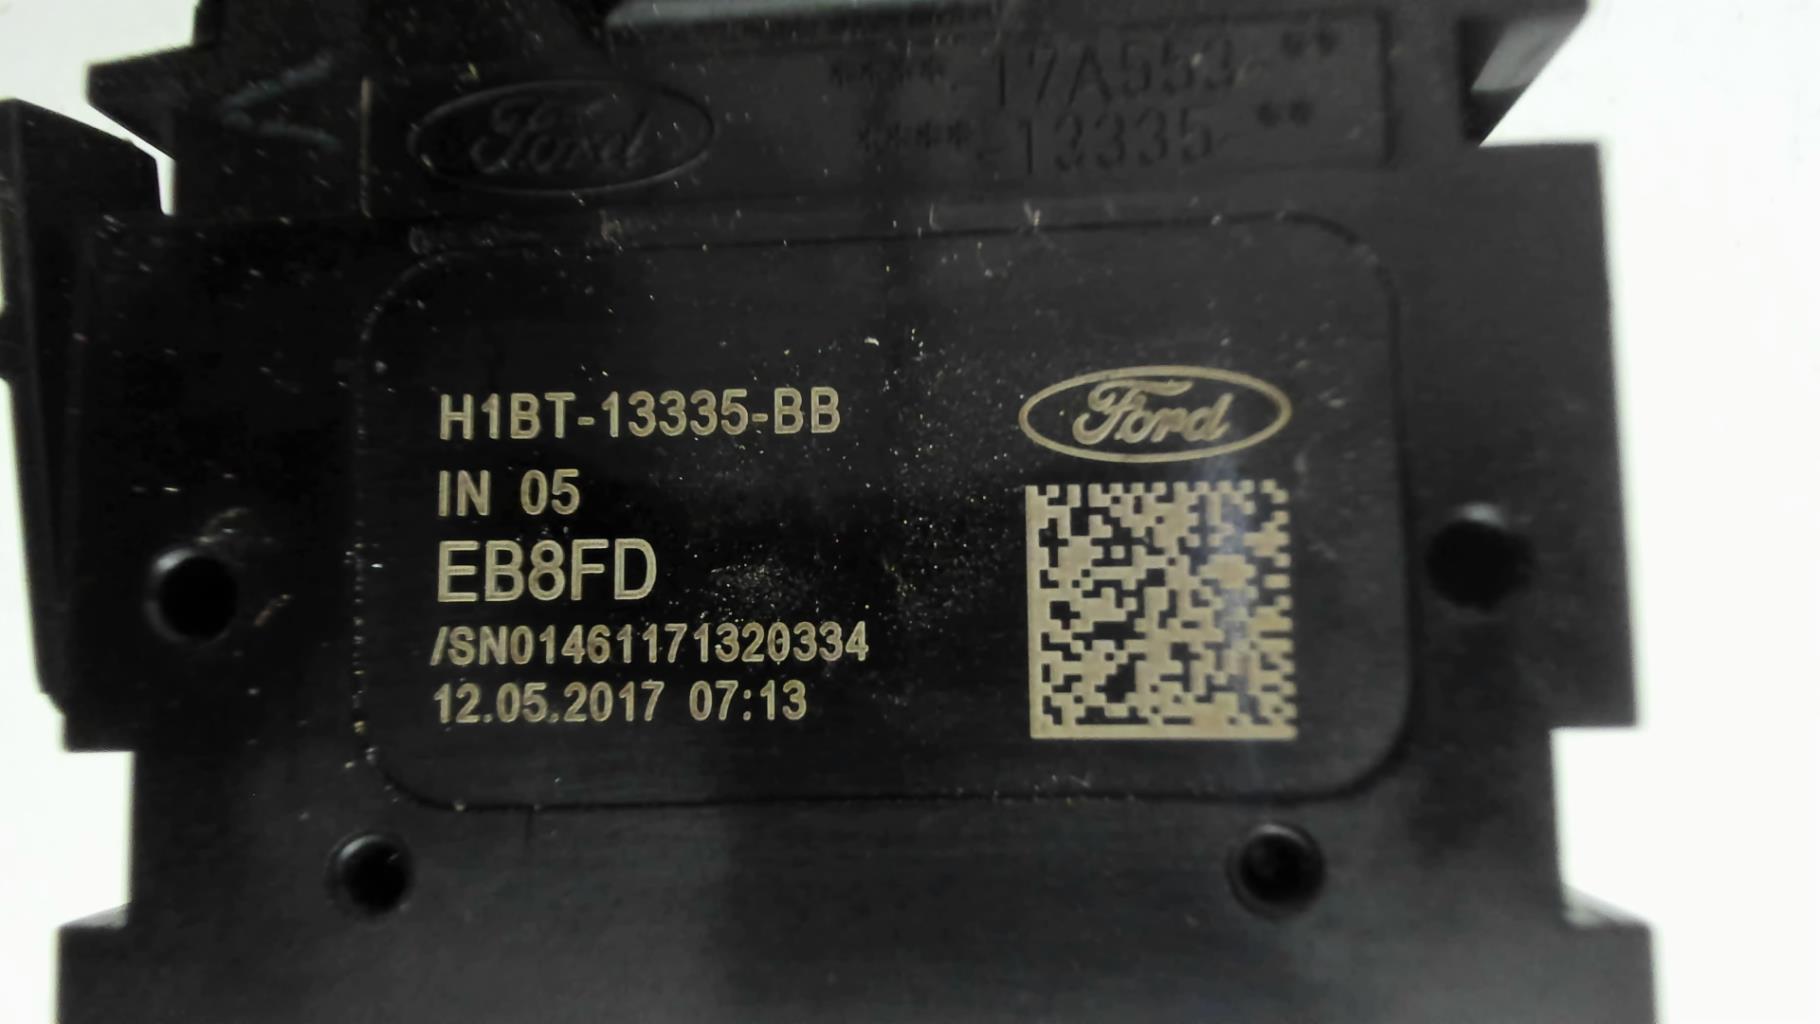 Ford
****-17A553-**
****-13335-**
H1BT-13335-BB
Ford
IN 05
EB8FD
/SN01461171320334
12.05.2017 07:13